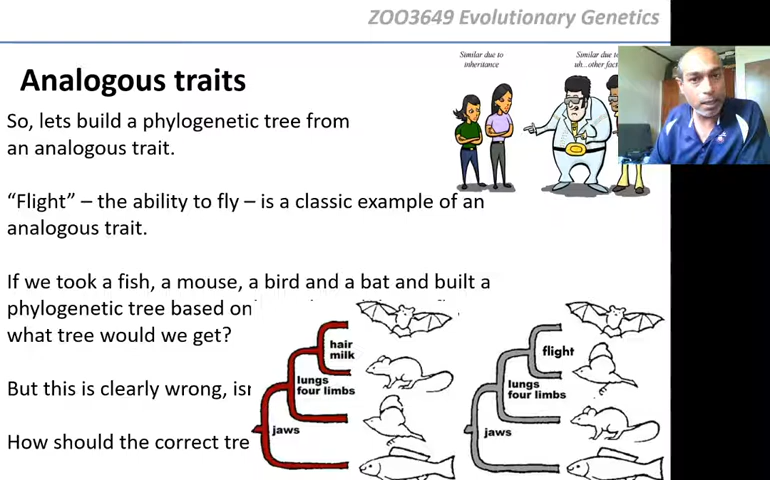 ZOO3649 Evolutionary Genetics
Analogous traits
Similar due to
inheritance
Similar due to
uh...other
So, lets build a phylogenetic tree from
an analogous trait.
“Flight” – the ability to fly – is a classic example of an
analogous trait.
If we took a fish, a mouse, a bird and a bat and built a
phylogenetic tree based on
what tree would we get?
But this is clearly wrong,
How should the correct
hair
milk
lungs
four limbs
jaws
flight
lungs
four limbs
jaws